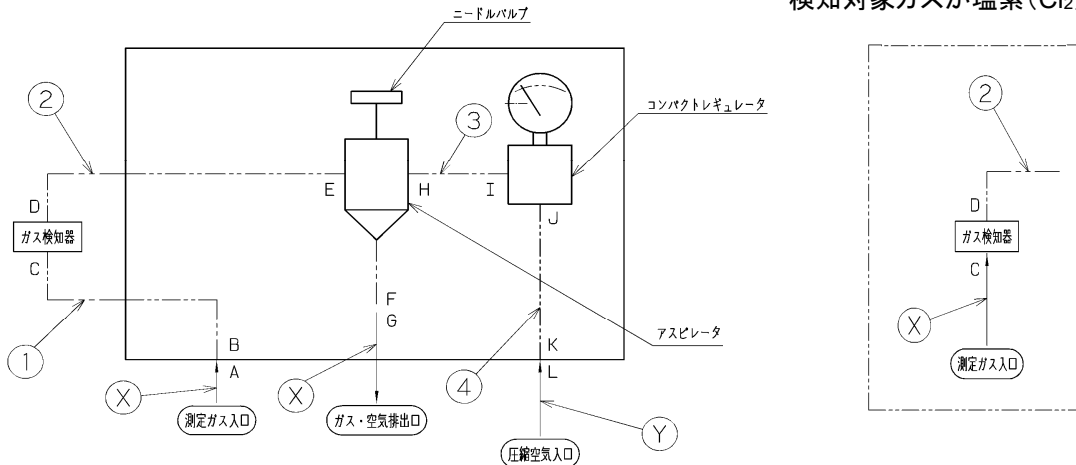 検知対象ガスが塩素(Cl₂
ニードルバルブ
2
3
コンパクトレギュレータ
E
H
I
J
D
ガス検知器
C
F
G
アスピレータ
1
B
A
K
L
4
X
X
Y
測定ガス入口
ガス・空気排出口
圧縮空気入口
2
D
ガス検知器
C
X
測定ガス入口